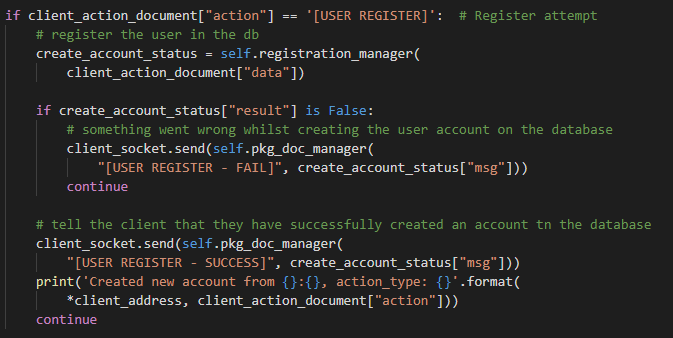 if client_action_document["action"] == '[USER REGISTER]':  # Register attempt
    # register the user in the db
    create_account_status = self.registration_manager(
        client_action_document["data"])

    if create_account_status["result"] is False:
        # something went wrong whilst creating the user account on the database
        client_socket.send(self.pkg_doc_manager(
            "[USER REGISTER - FAIL]", create_account_status["msg"]))
        continue

    # tell the client that they have successfully created an account tn the database
    client_socket.send(self.pkg_doc_manager(
        "[USER REGISTER - SUCCESS]", create_account_status["msg"]))
    print('Created new account from {}:{}, action_type: {}'.format(
        *client_address, client_action_document["action"]))
    continue